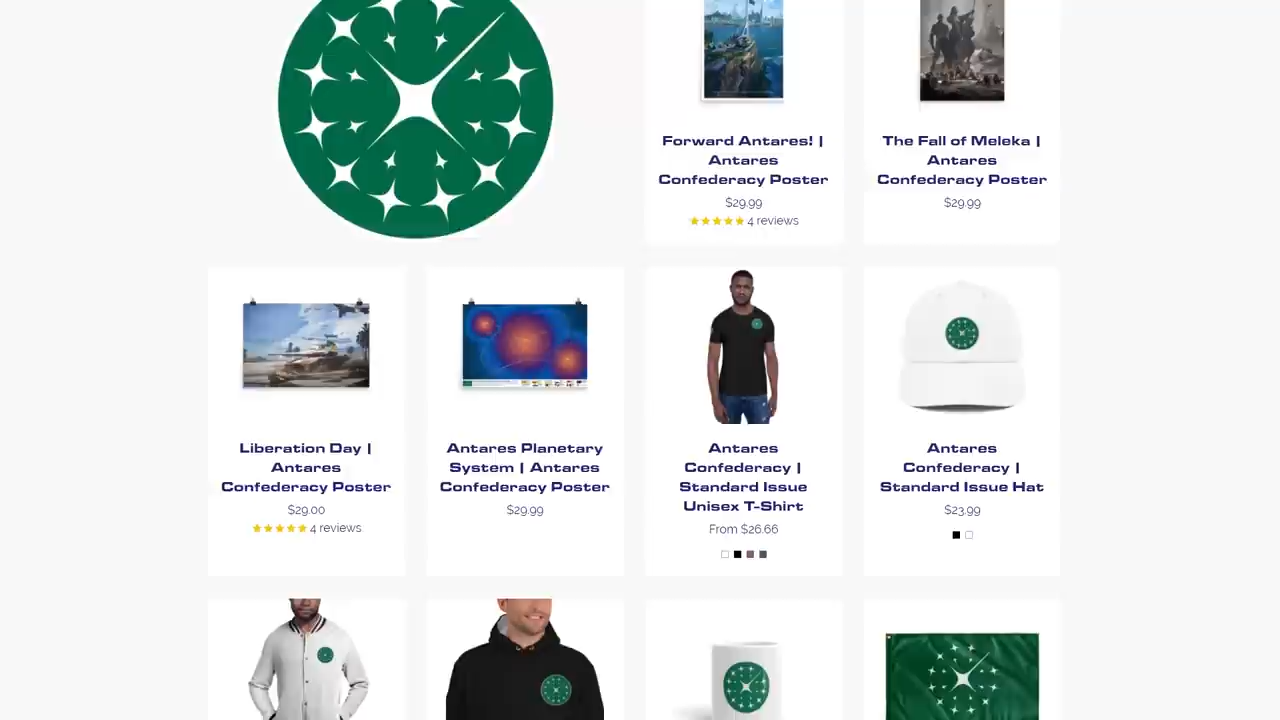 Forward Antares! |
Antares
Confederacy Poster
$29.99
4 reviews
The Fall of Meleka |
Antares
Confederacy Poster
$29.99
Liberation Day |
Antares
Confederacy Poster
$29.00
4 reviews
Antares Planetary
System | Antares
Confederacy Poster
$29.99
Antares
Confederacy |
Standard Issue
Unisex T-Shirt
From $26.66
Antares
Confederacy |
Standard Issue Hat
$23.99